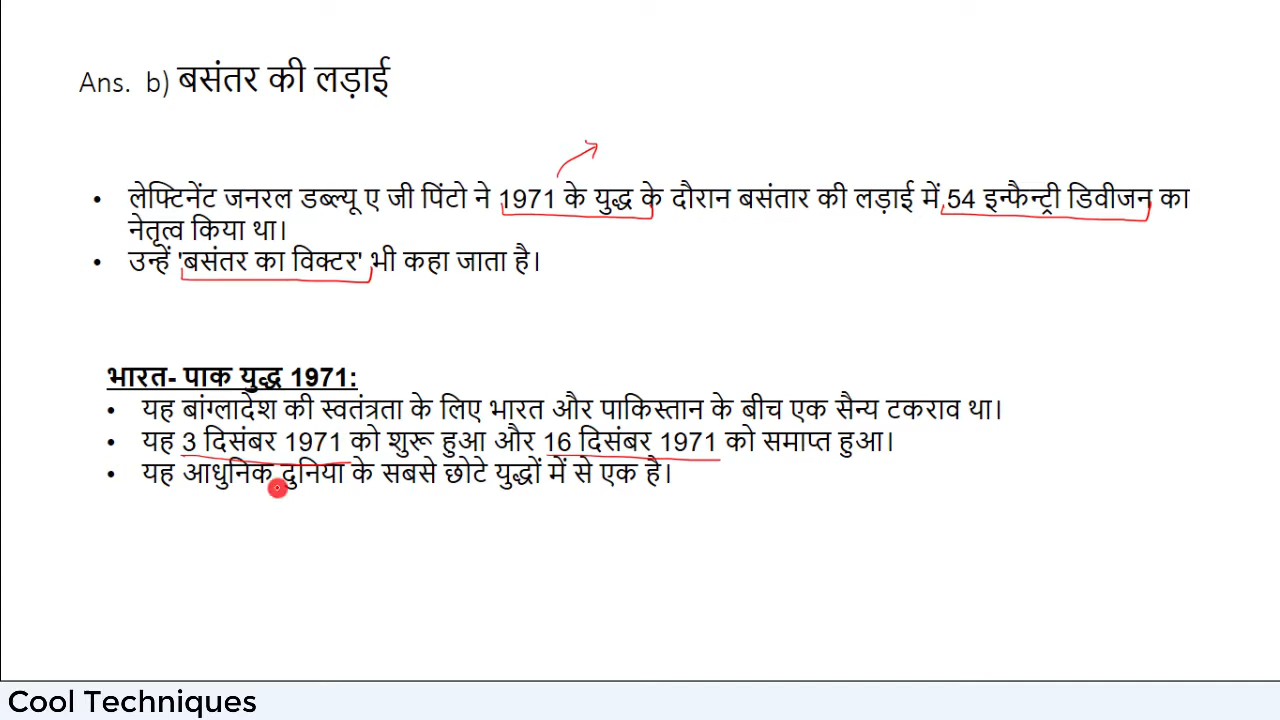 Ans. b) बसंतर की लड़ाई
• लेफ्टिनेंट जनरल डब्ल्यू ए जी पिंटो ने 1971 के युद्ध के दौरान बसंतार की लड़ाई में 54 इन्फैन्ट्री डिवीजन का
नेतृत्व किया था।
• उन्हें 'बसंतर का विक्टर' भी कहा जाता है।
भारत- पाक युद्ध 1971:
• यह बांग्लादेश की स्वतंत्रता के लिए भारत और पाकिस्तान के बीच एक सैन्य टकराव था।
• यह 3 दिसंबर 1971 को शुरू हुआ और 16 दिसंबर 1971 को समाप्त हुआ।
• यह आधुनिक दुनिया के सबसे छोटे युद्धों में से एक है।
Cool Techniques